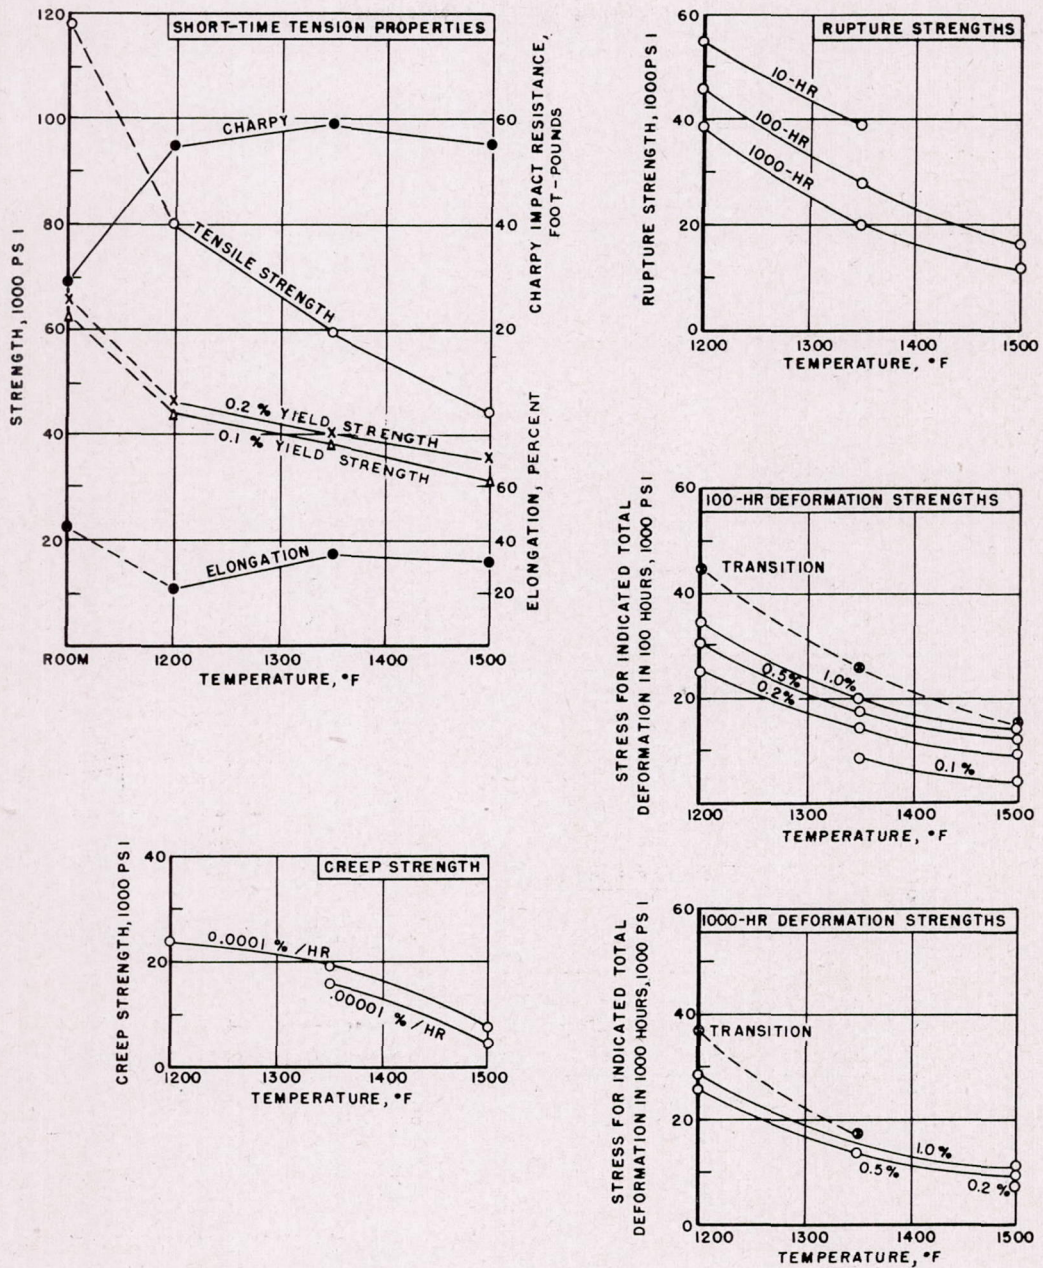 SHORT-TIME TENSION PROPERTIES
120
100
80
60
40
20
STRENGTH, 1000 PSI
CHARPY
TENSILE STRENGTH
0.2 % YIELD STRENGTH
0.1 % YIELD STRENGTH
ELONGATION
60
40
20
CHARPY IMPACT RESISTANCE,
FOOT-POUNDS
60
40
20
ELONGATION, PERCENT
ROOM 1200 1300 1400 1500
TEMPERATURE, °F
RUPTURE STRENGTHS
60
40
20
0
RUPTURE STRENGTH, 1000PSI
10-HR
100-HR
1000-HR
1200 1300 1400 1500
TEMPERATURE, °F
100-HR DEFORMATION STRENGTHS
60
40
20
STRESS FOR INDICATED TOTAL
DEFORMATION IN 100 HOURS, 1000 PSI
TRANSITION
0.5%
1.0%
0.2%
0.1 %
1200 1300 1400 1500
TEMPERATURE, °F
CREEP STRENGTH
40
20
0
CREEP STRENGTH, 1000 PSI
0.0001 % /HR
.00001 % /HR
1200 1300 1400 1500
TEMPERATURE, °F
1000-HR DEFORMATION STRENGTHS
60
40
20
0
STRESS FOR INDICATED TOTAL
DEFORMATION IN 1000 HOURS, 1000 PSI
TRANSITION
1.0%
0.5%
0.2%
1200 1300 1400 1500
TEMPERATURE, °F